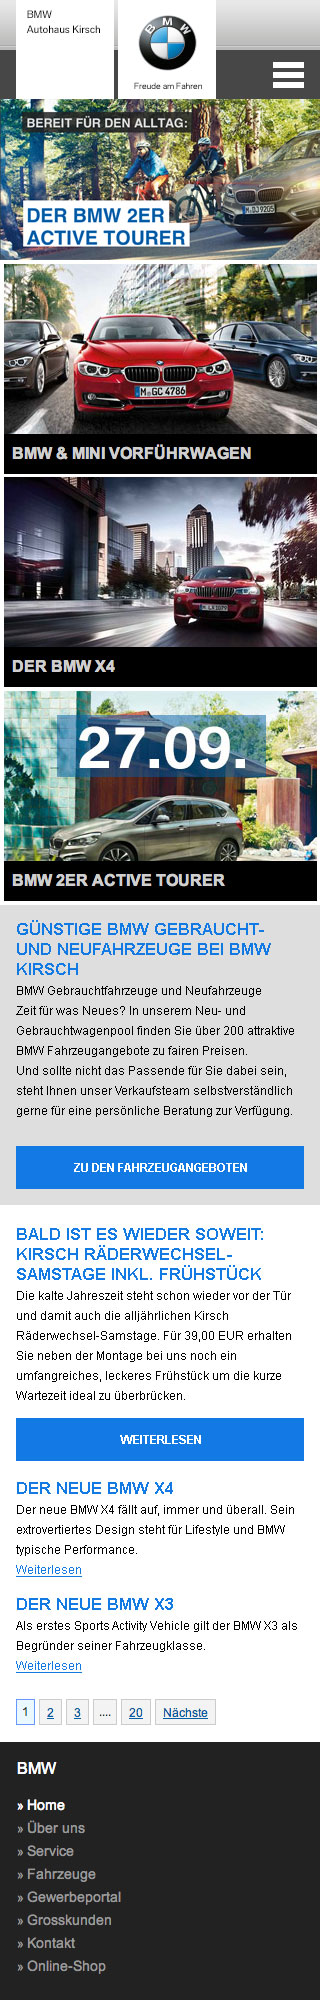 BMW
Autohaus Kirsch
BMW
Freude am Fahren
BEREIT FÜR DEN ALLTAG:
DER BMW 2ER
ACTIVE TOURER
M·GC 4786
BMW & MINI VORFÜHRWAGEN
DER BMW X4
27.09.
BMW 2ER ACTIVE TOURER
GÜNSTIGE BMW GEBRAUCHT-
UND NEUFAHRZEUGE BEI BMW
KIRSCH
BMW Gebrauchtfahrzeuge und Neufahrzeuge
Zeit für was Neues? In unserem Neu- und
Gebrauchtwagenpool finden Sie über 200 attraktive
BMW Fahrzeugangebote zu fairen Preisen.
Und sollte nicht das Passende für Sie dabei sein,
steht Ihnen unser Verkaufsteam selbstverständlich
gerne für eine persönliche Beratung zur Verfügung.
ZU DEN FAHRZEUGANGEBOTEN
BALD IST ES WIEDER SOWEIT:
KIRSCH RÄDERWECHSEL-
SAMSTAGE INKL. FRÜHSTÜCK
Die kalte Jahreszeit steht schon wieder vor der Tür
und damit auch die alljährlichen Kirsch
Räderwechsel-Samstage. Für 39,00 EUR erhalten
Sie neben der Montage bei uns noch ein
umfangreiches, leckeres Frühstück um die kurze
Wartezeit ideal zu überbrücken.
WEITERLESEN
DER NEUE BMW X4
Der neue BMW X4 fällt auf, immer und überall. Sein
extrovertiertes Design steht für Lifestyle und BMW
typische Performance.
Weiterlesen
DER NEUE BMW X3
Als erstes Sports Activity Vehicle gilt der BMW X3 als
Begründer seiner Fahrzeugklasse.
Weiterlesen
1 2 3 .... 20 Nächste
BMW
» Home
» Über uns
» Service
» Fahrzeuge
» Gewerbeportal
» Grosskunden
» Kontakt
» Online-Shop